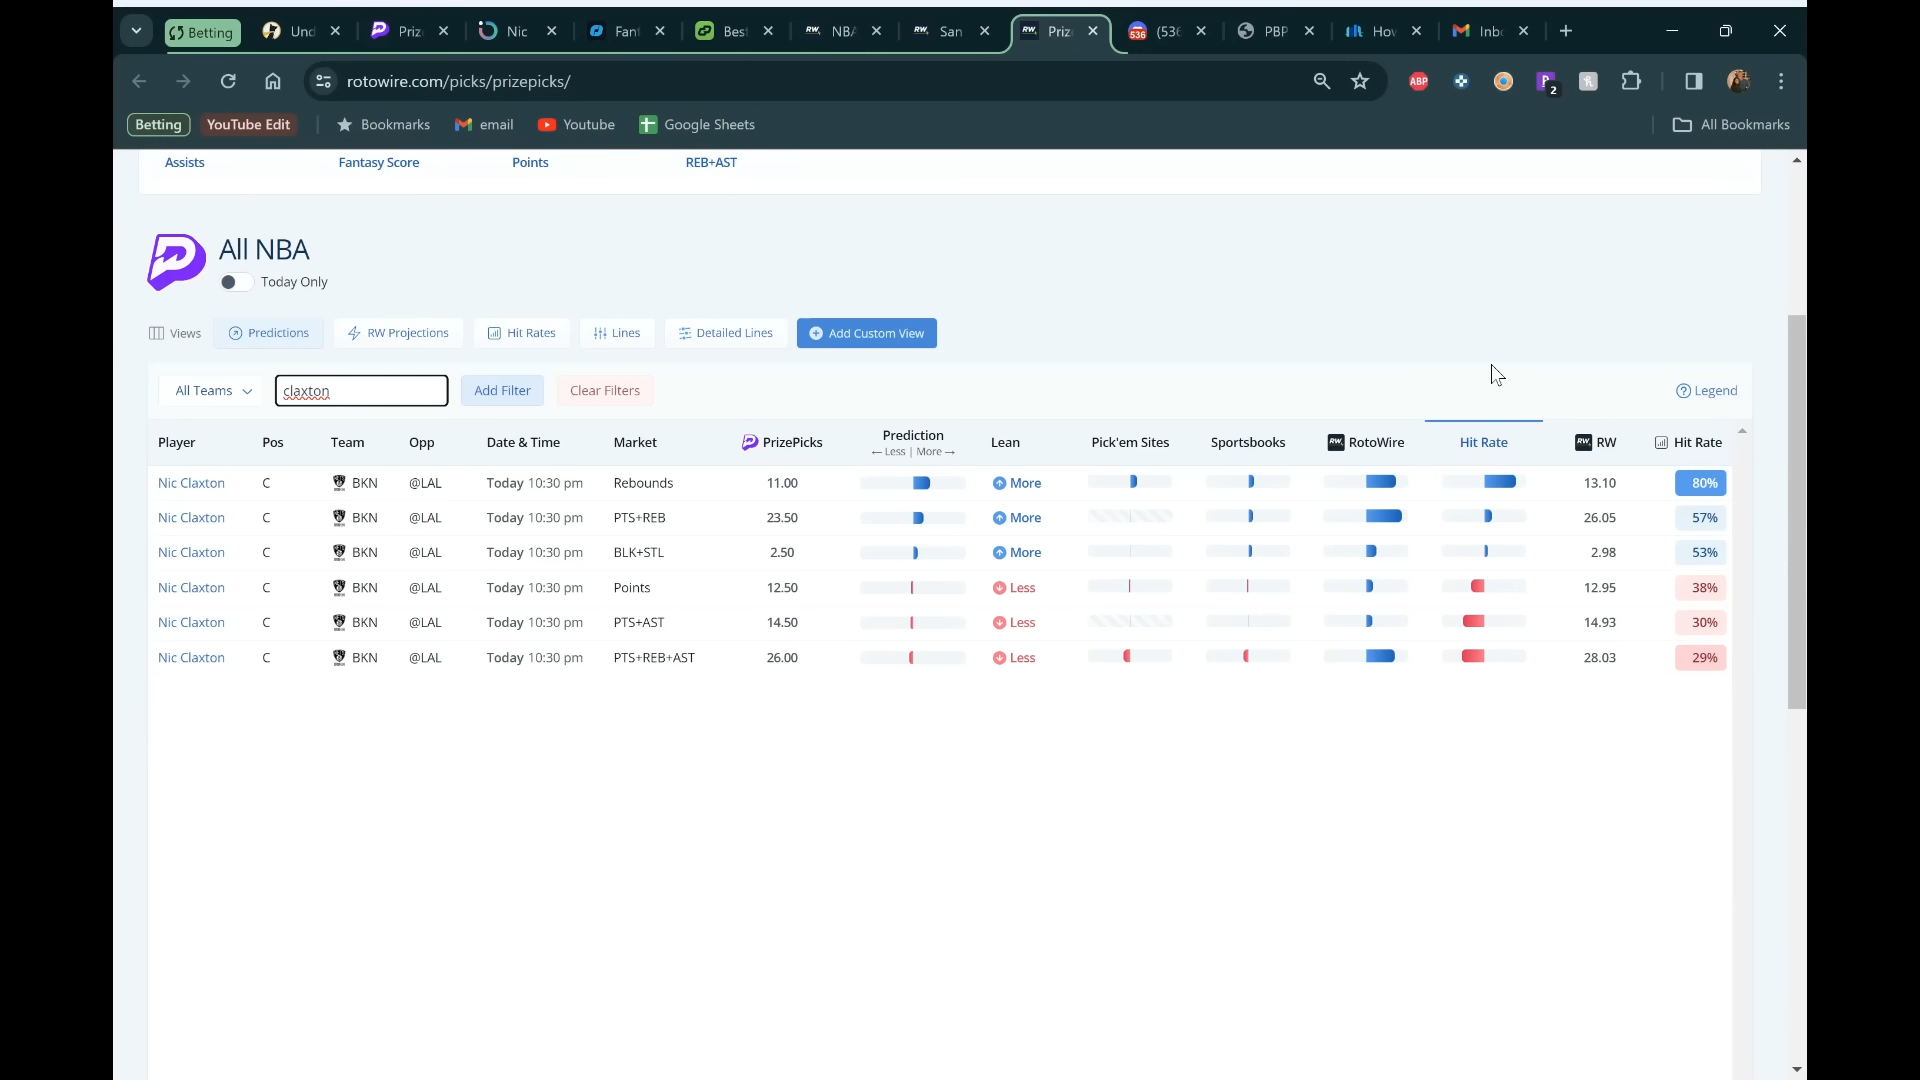 Betting Und Priz Nic Fant Best NBA San Priz (536 PBP How Inb
rotowire.com/picks/prizepicks/ ABP 2
Betting YouTube Edit Bookmarks email Youtube Google Sheets All Bookmarks
Assists Fantasy Score Points REB+AST
All NBA
Today Only
Views Predictions RW Projections Hit Rates Lines Detailed Lines Add Custom View
All Teams claxton Add Filter Clear Filters Legend
Player Pos Team Opp Date & Time Market PrizePicks Prediction Lean Pick'em Sites Sportsbooks RW RotoWire Hit Rate RW RW Hit Rate
← Less | More →
Nic Claxton C BKN @LAL Today 10:30 pm Rebounds 11.00 More 13.10 80%
Nic Claxton C BKN @LAL Today 10:30 pm PTS+REB 23.50 More 26.05 57%
Nic Claxton C BKN @LAL Today 10:30 pm BLK+STL 2.50 More 2.98 53%
Nic Claxton C BKN @LAL Today 10:30 pm Points 12.50 Less 12.95 38%
Nic Claxton C BKN @LAL Today 10:30 pm PTS+AST 14.50 Less 14.93 30%
Nic Claxton C BKN @LAL Today 10:30 pm PTS+REB+AST 26.00 Less 28.03 29%